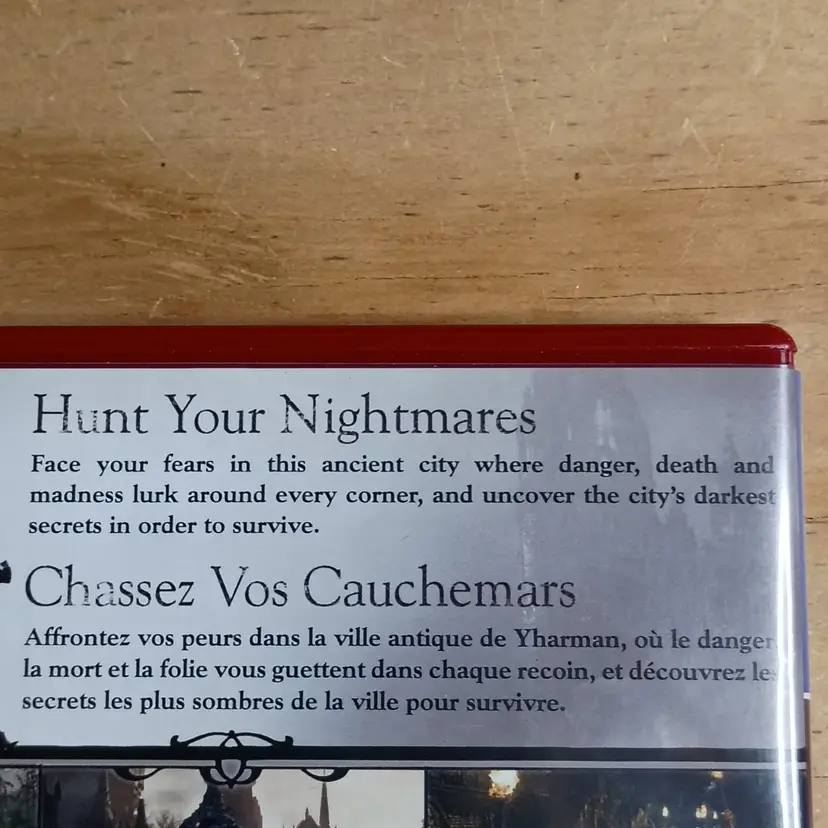 Hunt Your Nightmares
Face your fears in this ancient city where danger, death and
madness lurk around every corner, and uncover the city's darkest
secrets in order to survive.
Chassez Vos Cauchemars
Affrontez vos peurs dans la ville antique de Yharman, où le danger
la mort et la folie vous guettent dans chaque recoin, et découvrez les
secrets les plus sombres de la ville pour survivre.